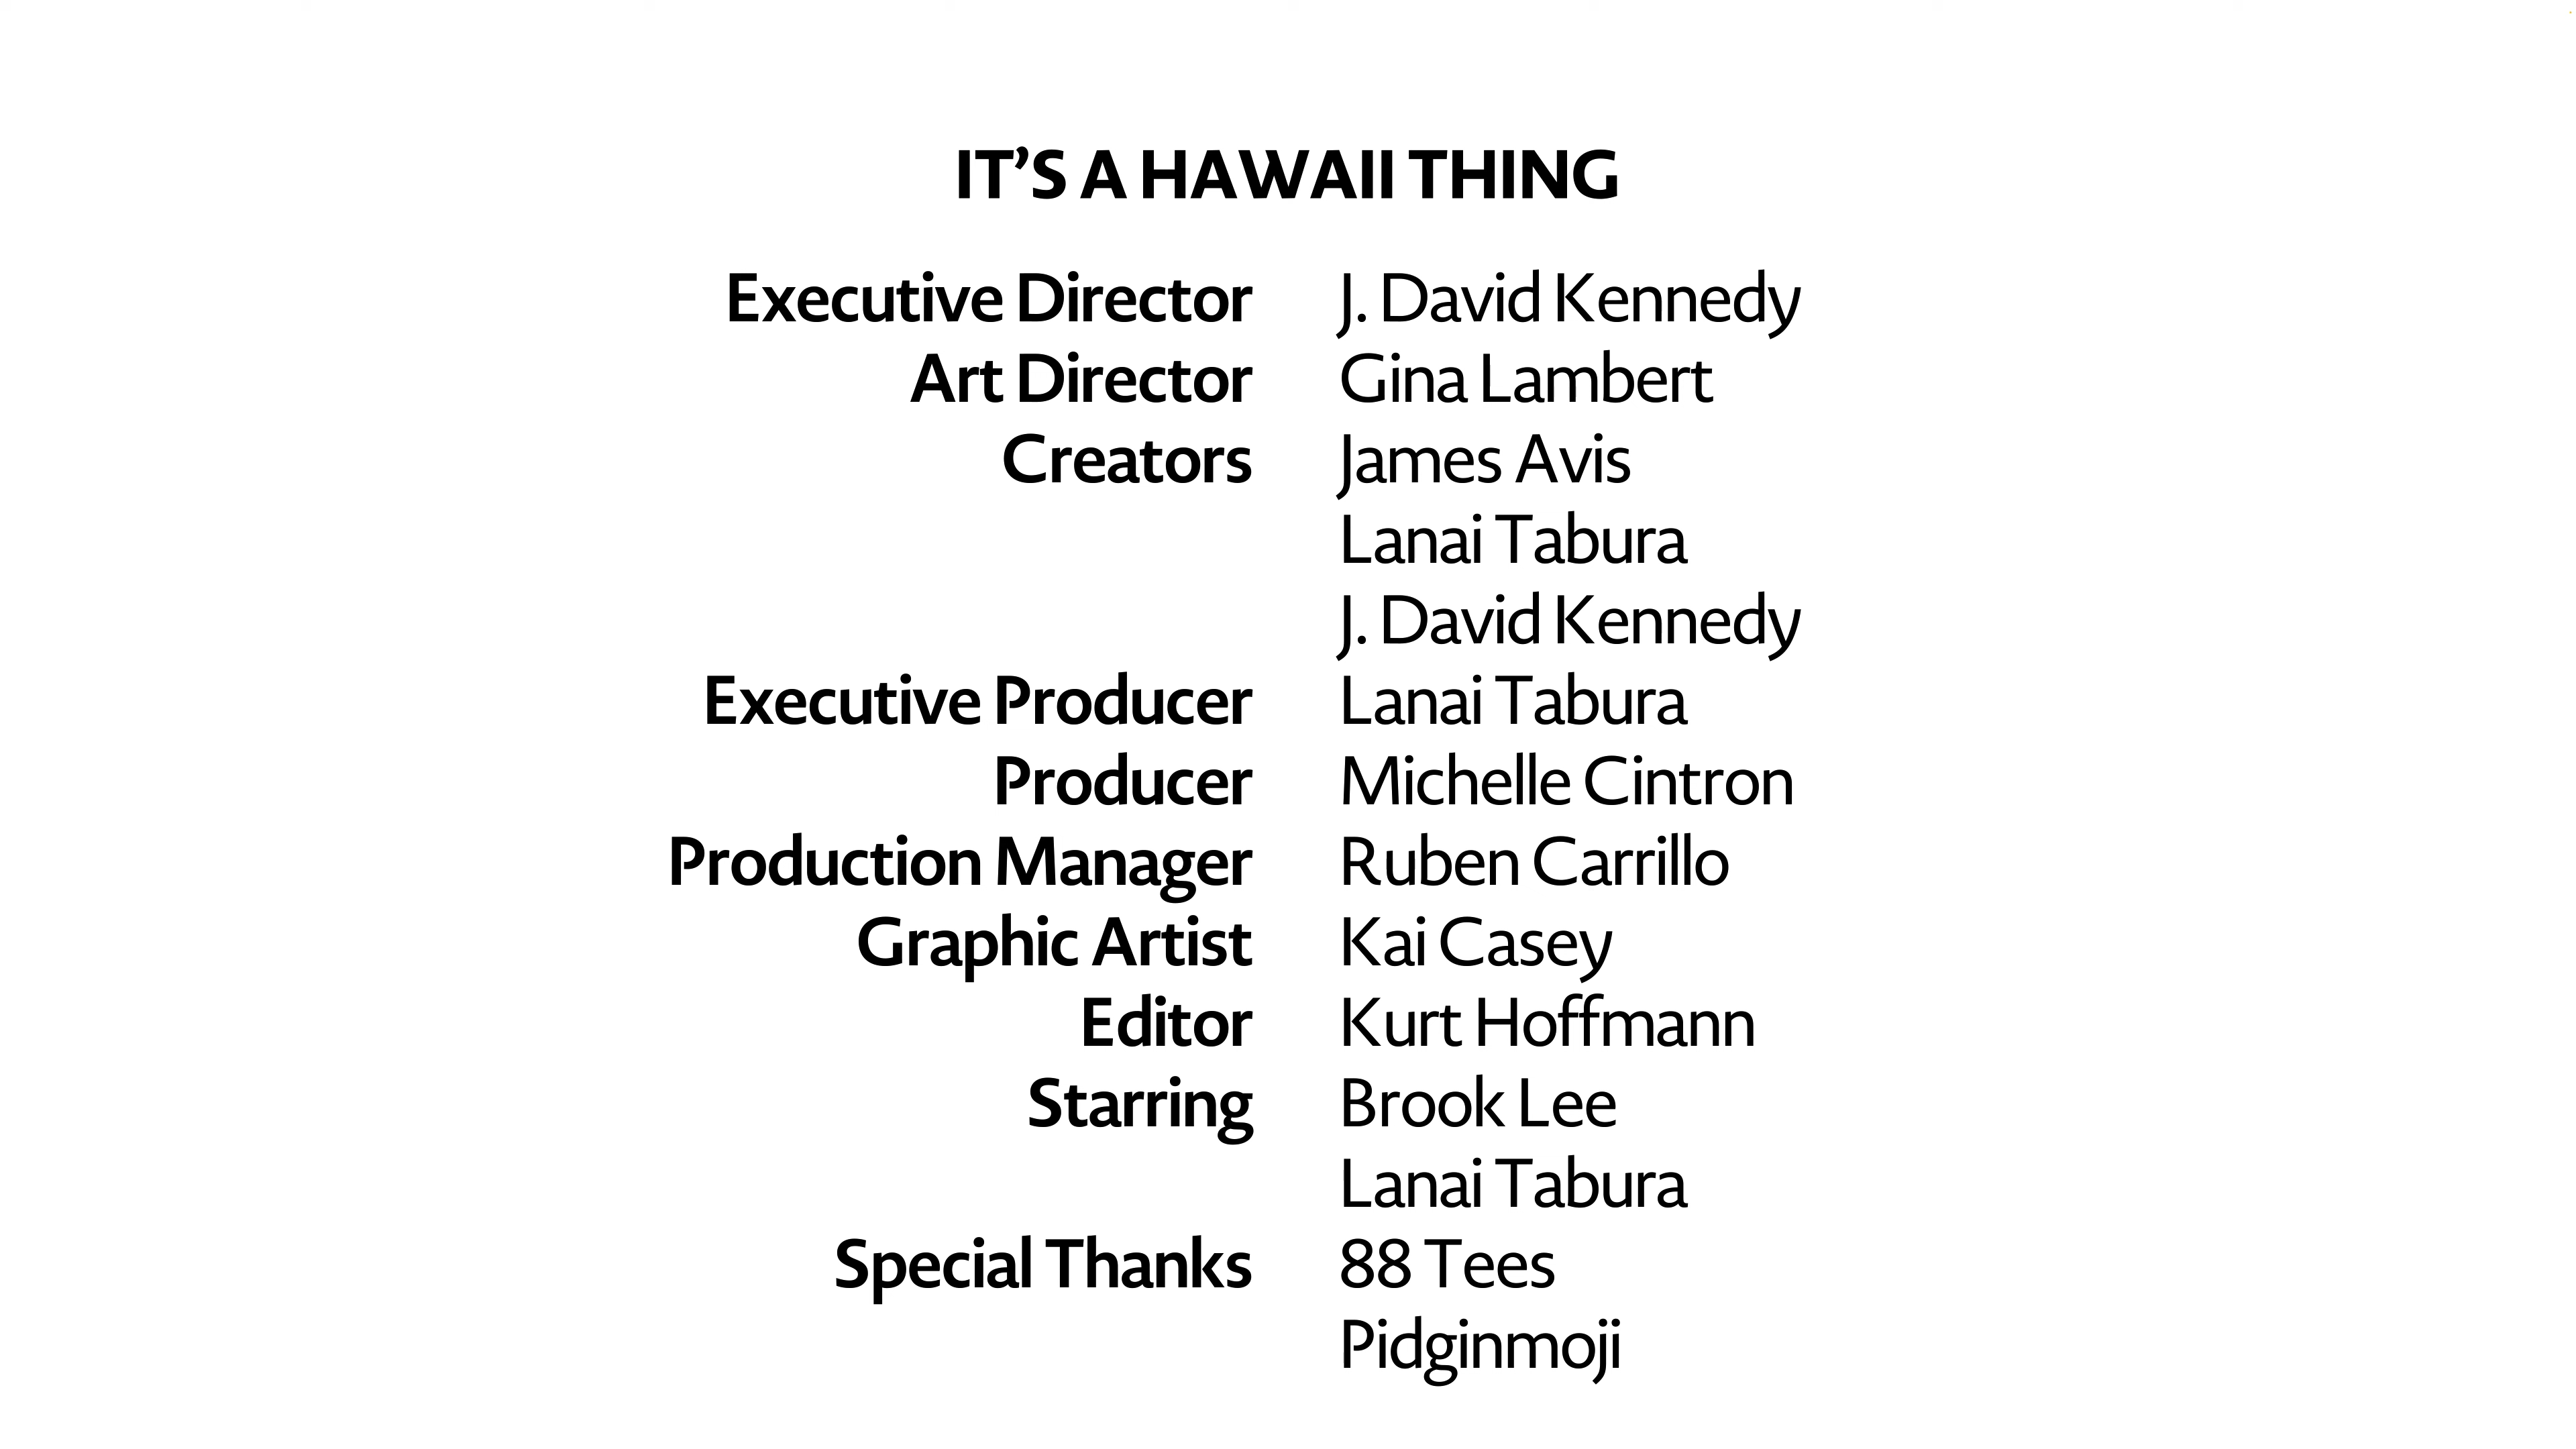 IT’S A HAWAII THING
Executive Director J. David Kennedy
Art Director Gina Lambert
Creators James Avis
Lanai Tabura
J. David Kennedy
Executive Producer Lanai Tabura
Producer Michelle Cintron
Production Manager Ruben Carrillo
Graphic Artist Kai Casey
Editor Kurt Hoffmann
Starring Brook Lee
Lanai Tabura
Special Thanks 88 Tees
Pidginmoji